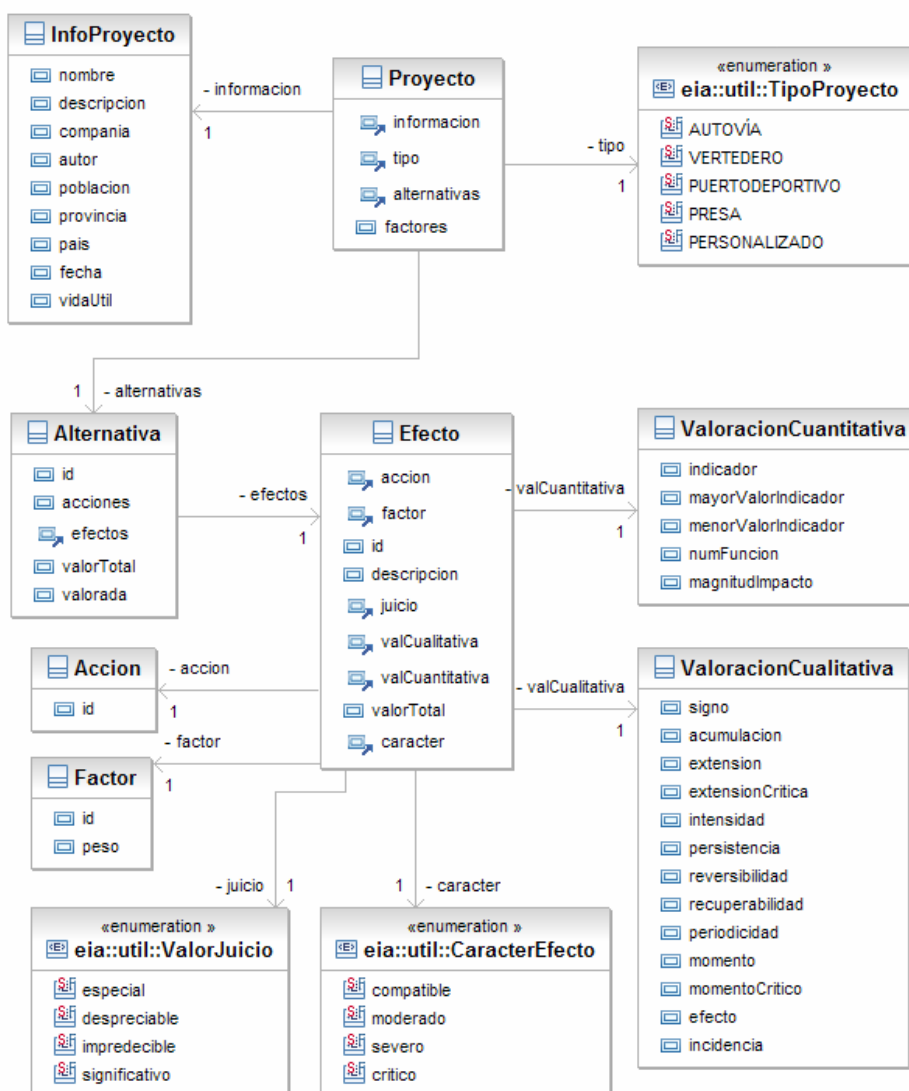 InfoProyecto
nombre
descripcion
compania
autor
poblacion
provincia
pais
fecha
vidaUtil
- informacion
1
Proyecto
informacion
tipo
alternativas
factores
- tipo
1
«enumeration »
eia::util::TipoProyecto
AUTOVÍA
VERTEDERO
PUERTODEPORTIVO
PRESA
PERSONALIZADO
1 - alternativas
Alternativa
id
acciones
efectos
valorTotal
valorada
- efectos
1
Efecto
accion
factor
id
descripcion
juicio
valCualitativa
valCuantitativa
valorTotal
caracter
- valCuantitativa
1
ValoracionCuantitativa
indicador
mayorValorIndicador
menorValorIndicador
numFuncion
magnitudImpacto
Accion
id
- accion
1
- factor
1
Factor
id
peso
- valCualitativa
1
ValoracionCualitativa
signo
acumulacion
extension
extensionCritica
intensidad
persistencia
reversibilidad
recuperabilidad
periodicidad
momento
momentoCritico
efecto
incidencia
- juicio 1
1 - caracter
«enumeration »
eia::util::ValorJuicio
especial
despreciable
impredecible
significativo
«enumeration »
eia::util::CaracterEfecto
compatible
moderado
severo
critico